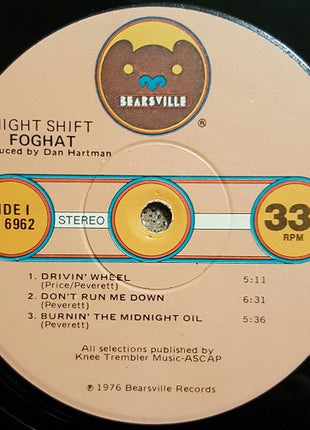 BEARSVILLE
®
NIGHT SHIFT
FOGHAT
duced by Dan Hartman
IDE I
6962
STEREO
33
RPM
1. DRIVIN' WHEEL 5:11
(Price/Peverett)
2. DON'T RUN ME DOWN 6:31
(Peverett)
3. BURNIN' THE MIDNIGHT OIL 5:36
(Peverett)
All selections published by
Knee Trembler Music-ASCAP
℗ 1976 Bearsville Records